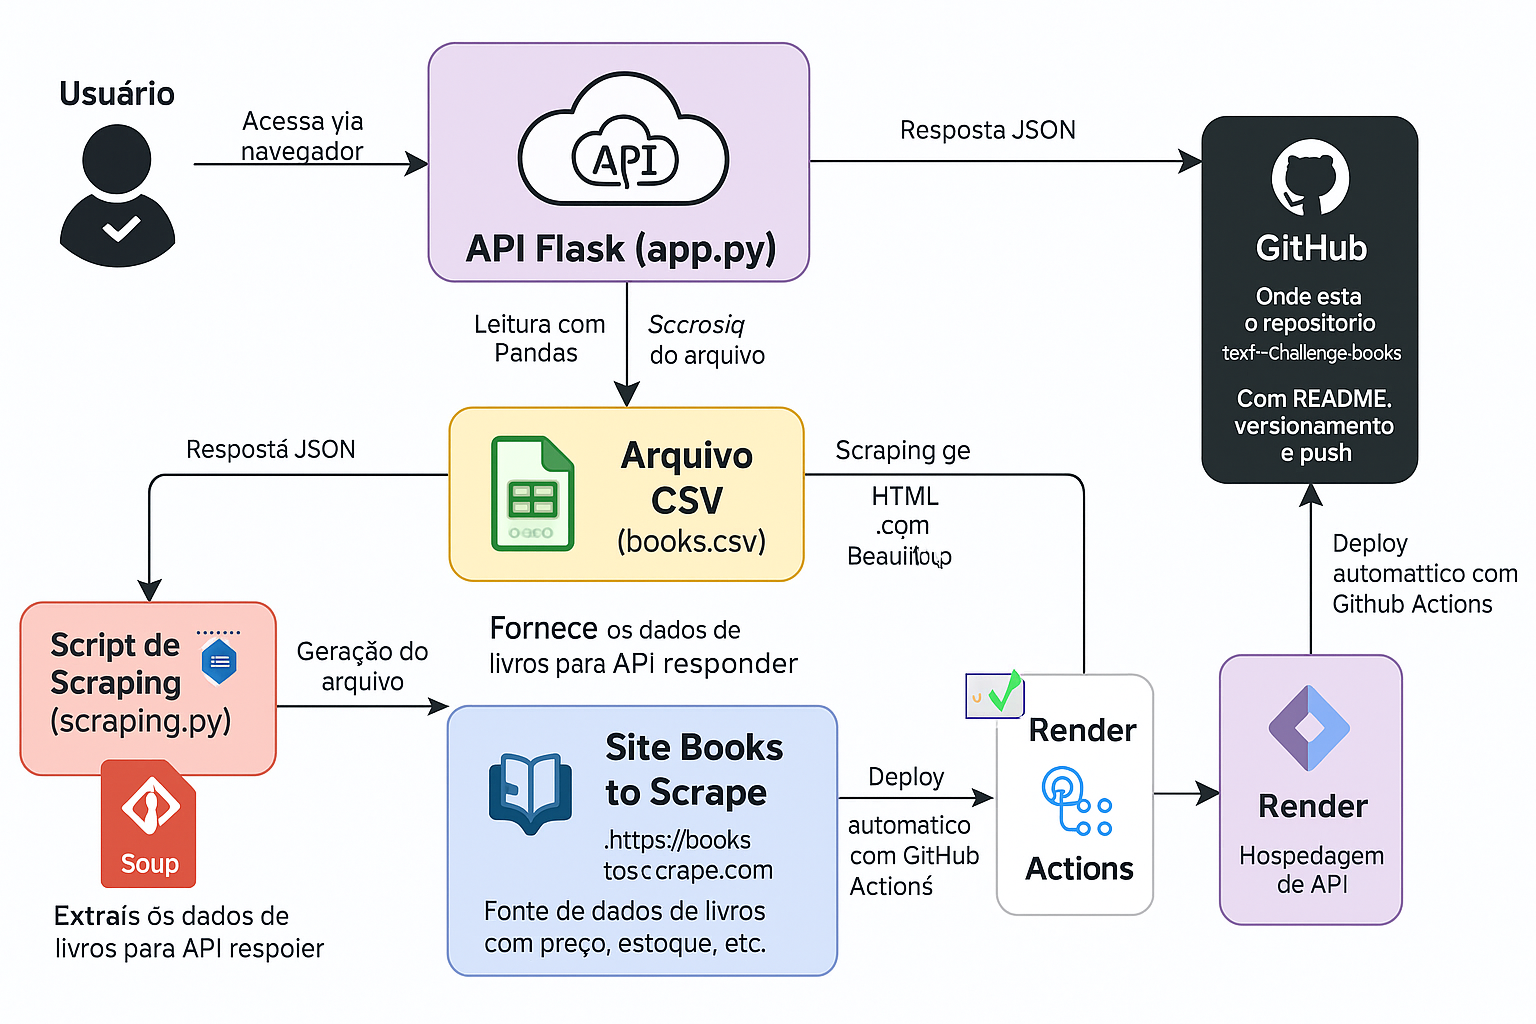 Usuário
Acessa via
navegador
API
API Flask (app.py)
Resposta JSON
GitHub
Onde esta
o repositorio
texf--Challenge-books
Com README.
versionamento
e push
Leitura com
Pandas
Sccrosiq
do arquivo
Respostá JSON
Arquivo
CSV
(books.csv)
Scraping ge
HTML
.com
Deploy
automattico com
Github Actions
Script de
Scraping
(scraping.py)
Soup
Extraís õs dados de
livros para API respoier
Geração do
arquivo
Fornece os dados de
livros para API responder
Site Books
to Scrape
.https://books
tosccrape.com
Fonte de dados de livros
com preço, estoque, etc.
Deploy
automatico
com GitHub
Actionś
Render
Actions
Render
Hospedagem
de API